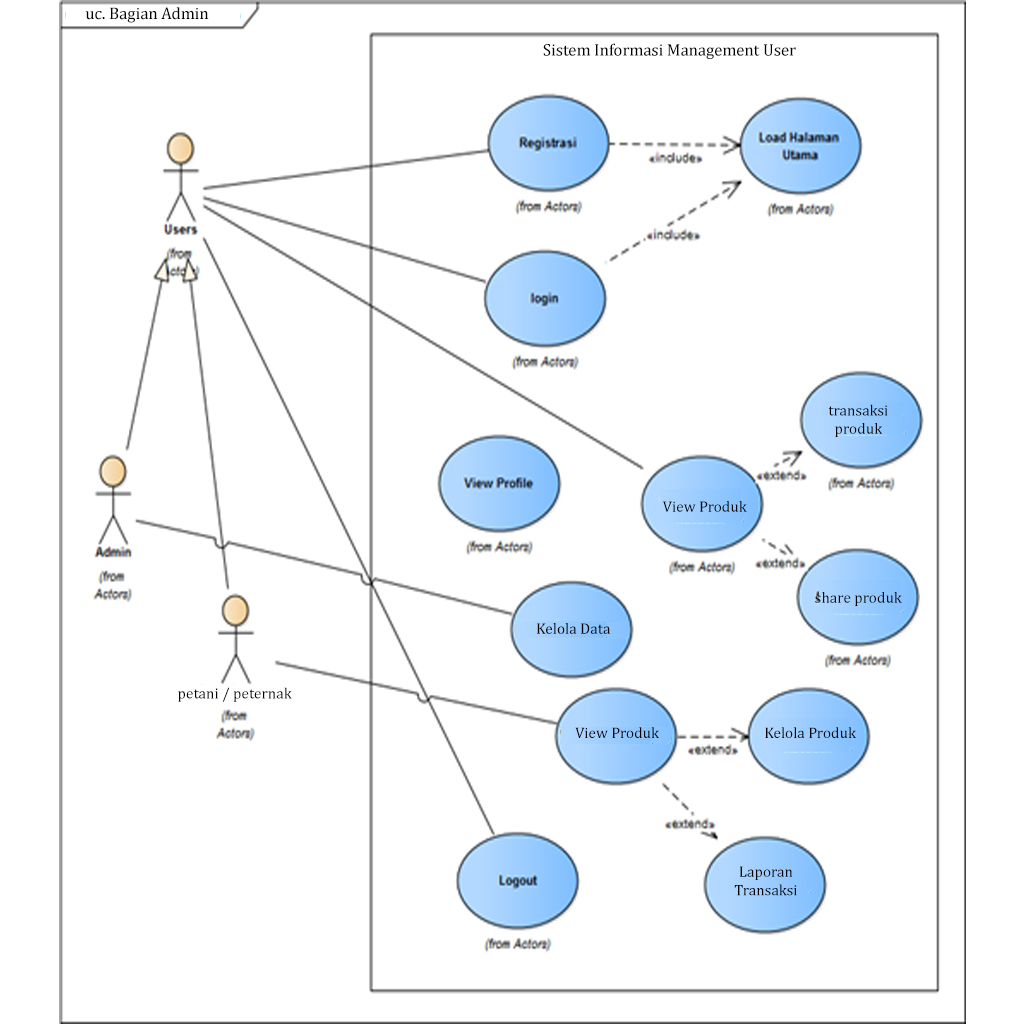 uc. Bagian Admin
Sistem Informasi Management User
Registrasi
(from Actors)
«include»
Load Halaman
Utama
(from Actors)
Users
(from
Actors)
«include»
login
(from Actors)
transaksi
produk
(from Actors)
View Profile
(from Actors)
View Produk
(from Actors)
«extend»
«extend»
Admin
(from
Actors)
share produk
(from Actors)
Kelola Data
petani / peternak
(from
Actors)
View Produk
«extend»
Kelola Produk
«extend»
Laporan
Transaksi
Logout
(from Actors)